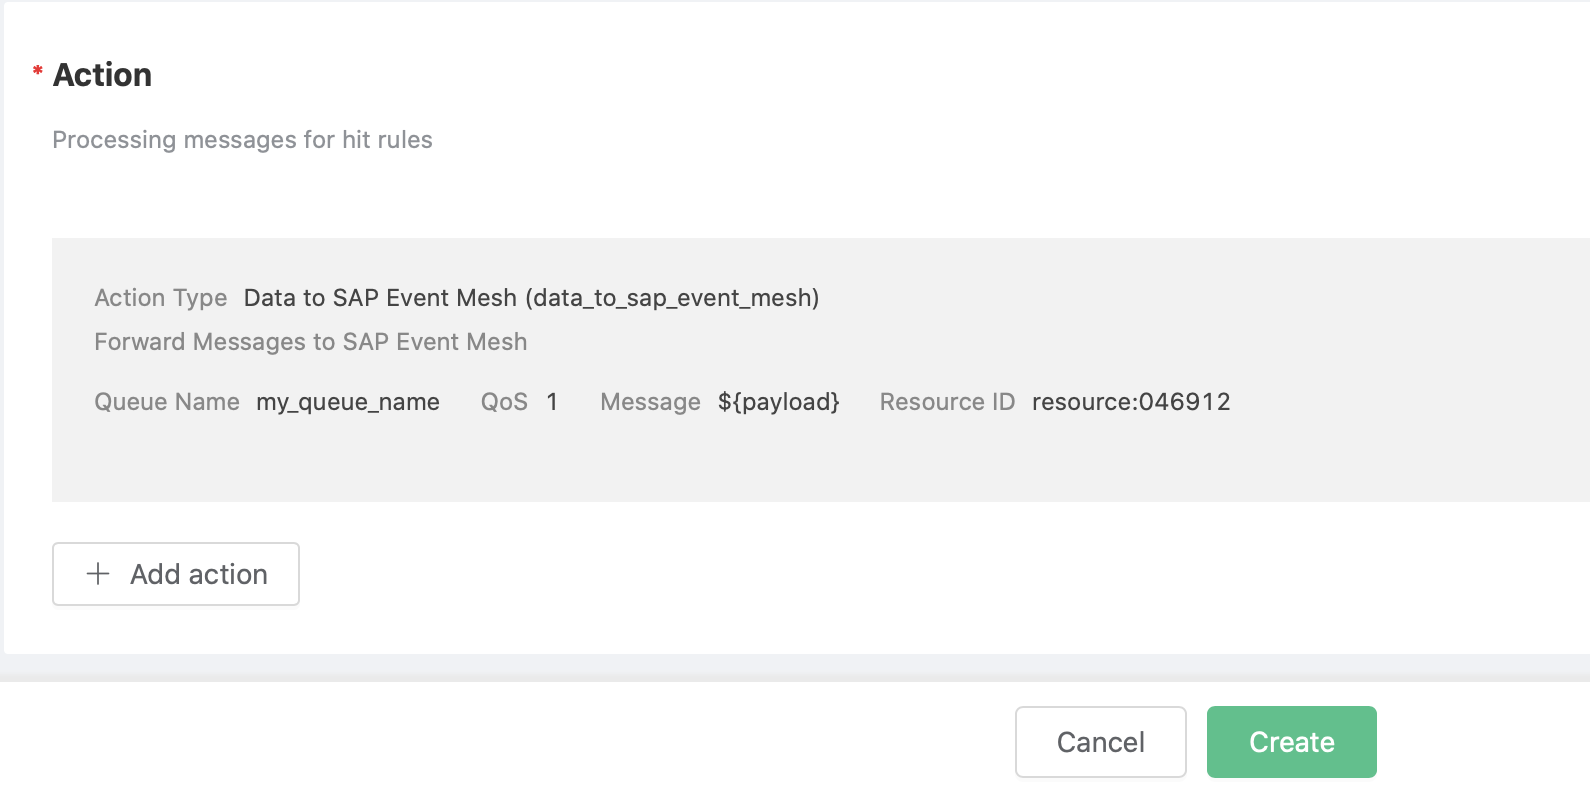 * Action
Processing messages for hit rules
Action Type Data to SAP Event Mesh (data_to_sap_event_mesh)
Forward Messages to SAP Event Mesh
Queue Name my_queue_name QoS 1 Message ${payload} Resource ID resource:046912
+ Add action
Cancel Create